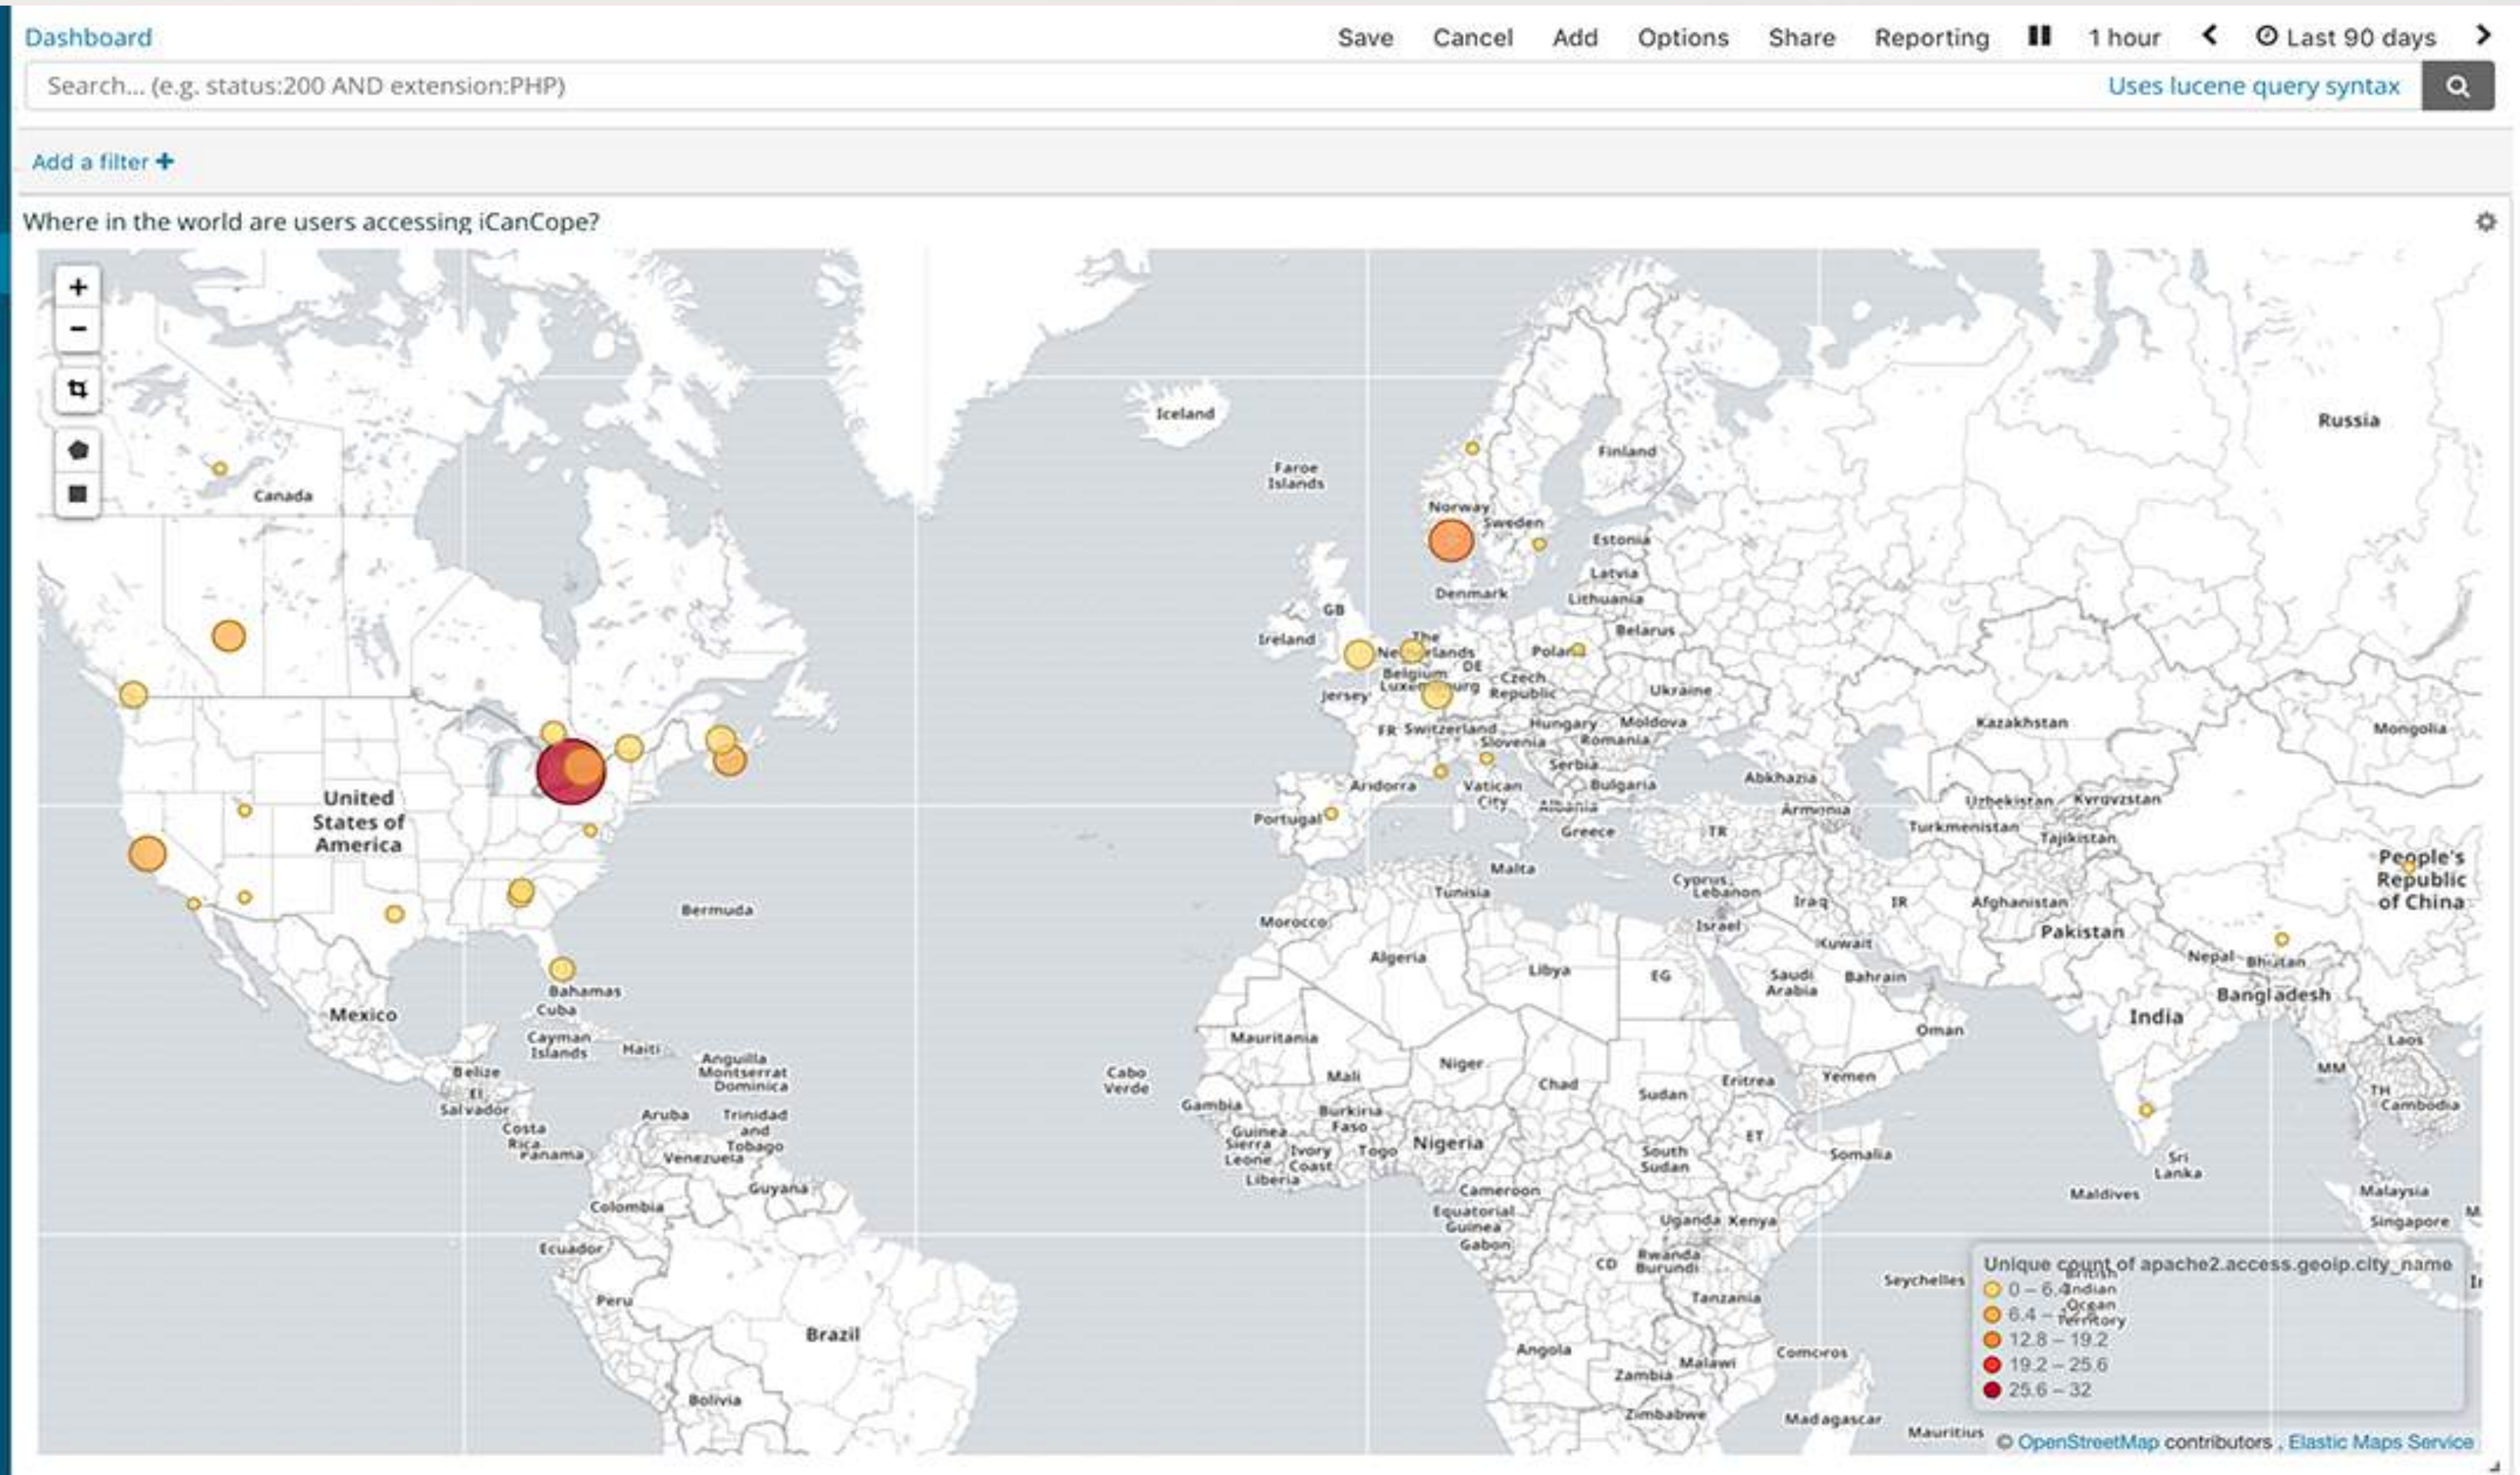 Dashboard
Save Cancel Add Options Share Reporting 1 hour Last 90 days
Search... (e.g. status:200 AND extension:PHP)
Uses lucene query syntax
Add a filter +
Where in the world are users accessing iCanCope?
+
−
Iceland
Russia
Finland
Faroe
Islands
Canada
Norway
Sweden
Estonia
Latvia
Denmark
Lithuania
GB
Belarus
Ireland
The
Poland
DE
Belgium
Czech
Republic
Jersey
Ukraine
FR
Switzerland
Hungary
Moldova
Kazakhstan
Mongolia
Slovenia
Romania
Serbia
Andorra
Vatican
City
Bulgaria
Abkhazia
United
States of
America
Albania
Portugal
Greece
TR
Armenia
Uzbekistan
Kyrgyzstan
Turkmenistan
Tajikistan
People's
Republic
of China
Malta
Tunisia
Cyprus
Lebanon
Iraq
IR
Afghanistan
Bermuda
Morocco
Israel
Pakistan
Kuwait
Algeria
Libya
EG
Saudi
Arabia
Bahrain
Nepal
Bhutan
Bahamas
Cuba
Mexico
Bangladesh
India
Cayman
Islands
Haiti
Mauritania
Oman
Laos
Anguilla
Montserrat
Dominica
Belize
El
Salvador
Cabo
Verde
Mali
Niger
Chad
Sudan
Eritrea
Yemen
MM
TH
Cambodia
Aruba
Trinidad
and
Tobago
Gambia
Burkina
Faso
Costa
Rica
Panama
Venezuela
Guinea
Sierra
Leone
Ivory
Coast
Togo
Nigeria
ET
South
Sudan
Somalia
Sri
Lanka
Liberia
Guyana
Cameroon
Maldives
Malaysia
Colombia
Equatorial
Guinea
Uganda
Kenya
Singapore
Ecuador
Gabon
CD
Rwanda
Burundi
Seychelles
Peru
Tanzania
Brazil
Angola
Malawi
Comoros
Zambia
Bolivia
Zimbabwe
Madagascar
Mauritius
Unique count of apache2.access.geoip.city_name
British
Indian
Ocean
Territory
12.8 – 19.2
19.2 – 25.6
25.6 – 32
© OpenStreetMap contributors , Elastic Maps Service